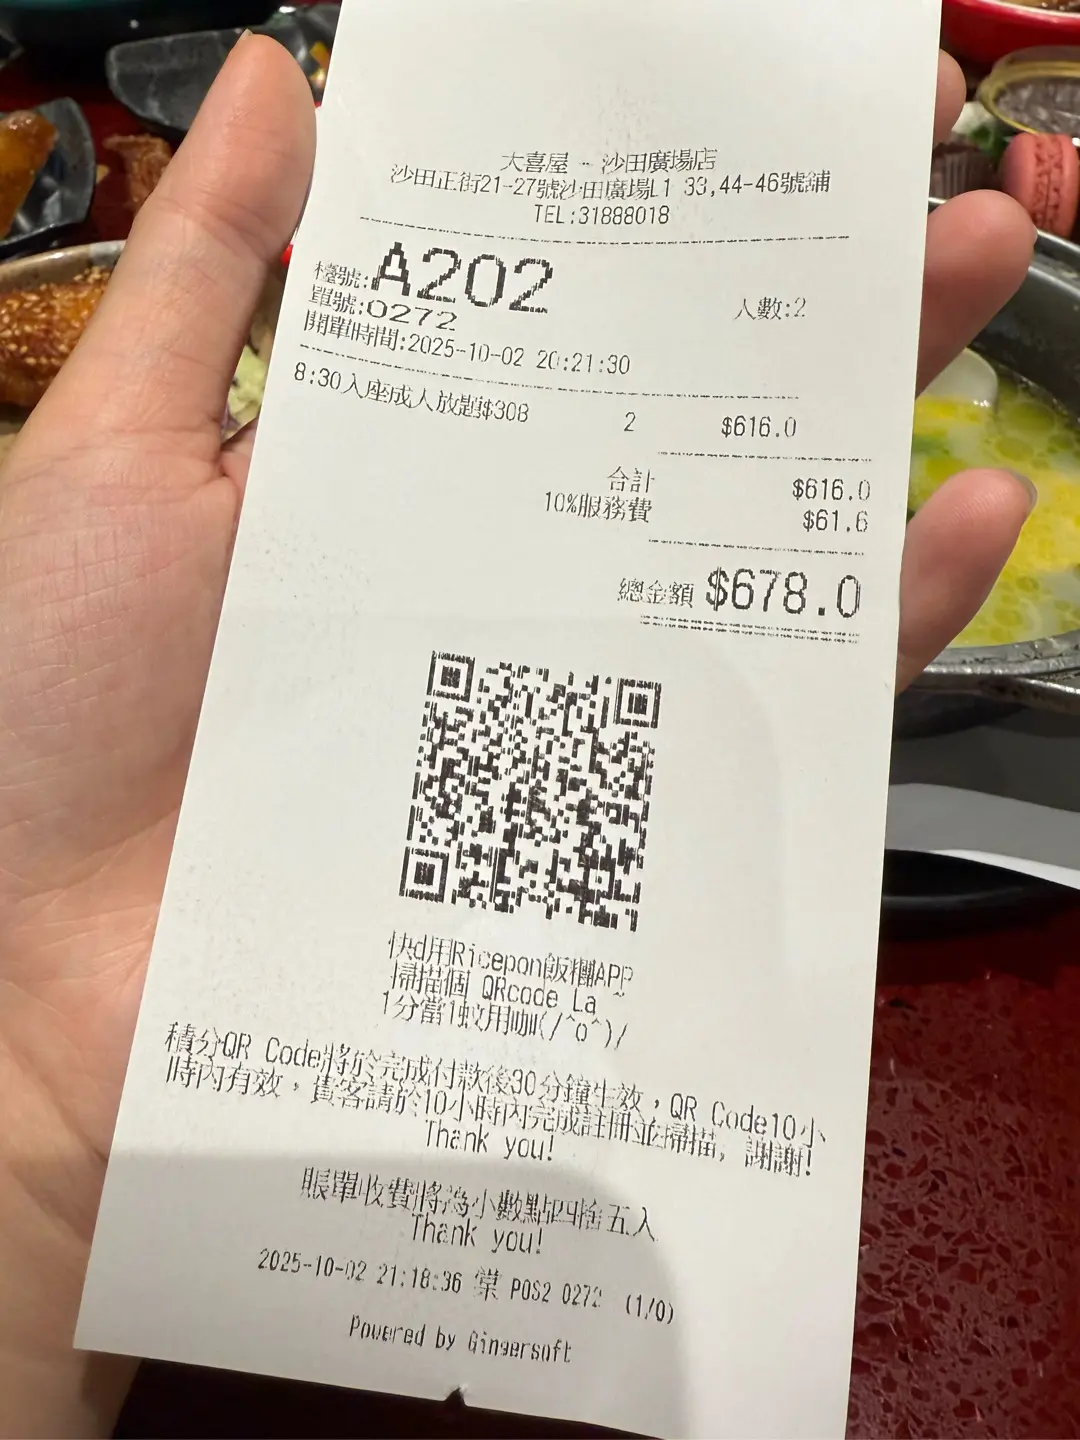 大喜屋 - 沙田廣場店
沙田正街21-27號沙田廣場L1 33,44-46號舖
TEL:31888018
檯號:A202
人數:2
單號:0272
開單時間:2025-10-02 20:21:30
8:30入座成人放題$308 2 $616.0
合計 $616.0
10%服務費 $61.6
總金額 $678.0
快d用Ricepon飯糰APP
掃描個 QRcode La~
1分當1蚊用咖(/^o^)/
積分QR Code將於完成付款後30分鐘生效，QR Code10小
時內有效，貴客請於10小時內完成註冊並掃描, 謝謝!
Thank you!
賬單收費將為小數點四捨五入
Thank you!
2025-10-02 21:18:36 棠 POS2 0272 (1/0)
Powered by Gingersoft